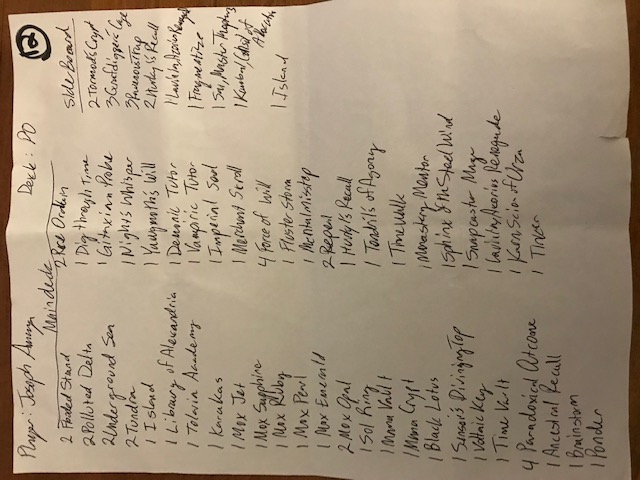 Player: Joseph
Deck: PO
12
Maindeck
2 Flooded Strand
2 Polluted Delta
2 Underground Sea
2 Tundra
1 Island
1 Library of Alexandria
1 Tolaria Academy
1 Karakas
1 Mox Jet
1 Mox Sapphire
1 Mox Ruby
1 Mox Pearl
1 Mox Emerald
2 Mox Opal
1 Sol Ring
1 Mana Vault
1 Mana Crypt
1 Black Lotus
1 Sensei's Divining Top
1 Voltaic Key
1 Time Vault
4 Paradoxical Outcome
1 Ancestral Recall
1 Brainstorm
1 Ponder
2 Preordain
1 Dig through Time
1 Gitaxian Probe
1 Night's Whisper
1 Yawgmoth's Will
1 Demonic Tutor
1 Vampiric Tutor
1 Imperial Seal
1 Merchant Scroll
4 Force of Will
1 Flusterstorm
1 Mental misstep
2 Repeal
1 Hurkyl's Recall
1 Tendrils of Agony
1 Time Walk
1 Monastery Mentor
1 Sphinx of the Steel Wind
1 Snapcaster Mage
1 Lavinia, Azorius Renegade
1 Karn Scion of Urza
1 Tinker
Side Board
2 Tormod's Crypt
3 Grafdigger's Cage
3 Ravenous Trap
2 Hurkyl's Recall
1 Lavinia, Azorius Renegade
1 Fragmentize
1 Sai, Master Thopterist
1 Kambal, Consul of
Allocation
1 Island